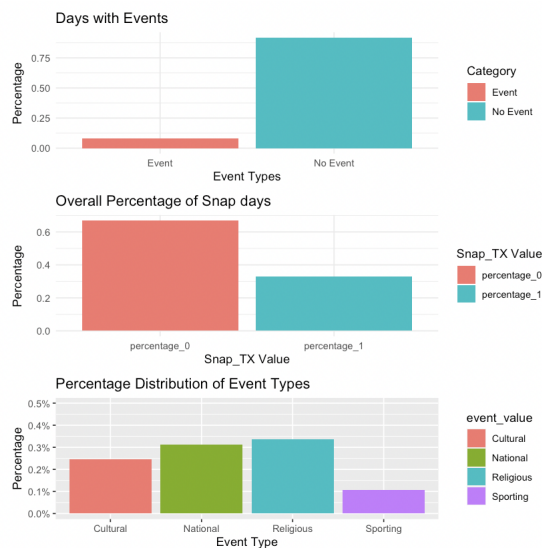 Days with Events
Percentage
0.75
0.50
0.25
0.00
Event
No Event
Event Types
Category
Event
No Event
Overall Percentage of Snap days
Percentage
0.6
0.4
0.2
0.0
percentage_0
percentage_1
Snap_TX Value
Snap_TX Value
percentage_0
percentage_1
Percentage Distribution of Event Types
Percentage
0.5%
0.4%
0.3%
0.2%
0.1%
0.0%
Cultural
National
Religious
Sporting
Event Type
event_value
Cultural
National
Religious
Sporting